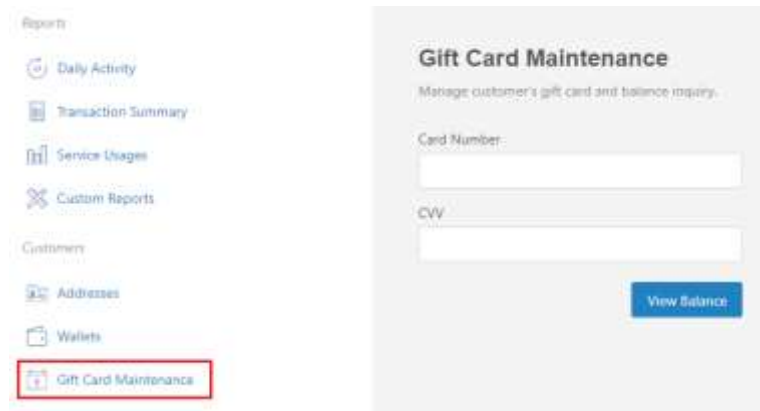 Reports
Daily Activity
Transaction Summary
Service Usages
Custom Reports
Customers
Addresses
Wallets
Gift Card Maintenance
Gift Card Maintenance
Manage customer's gift card and balance inquiry.
Card Number
CVV
View Balance